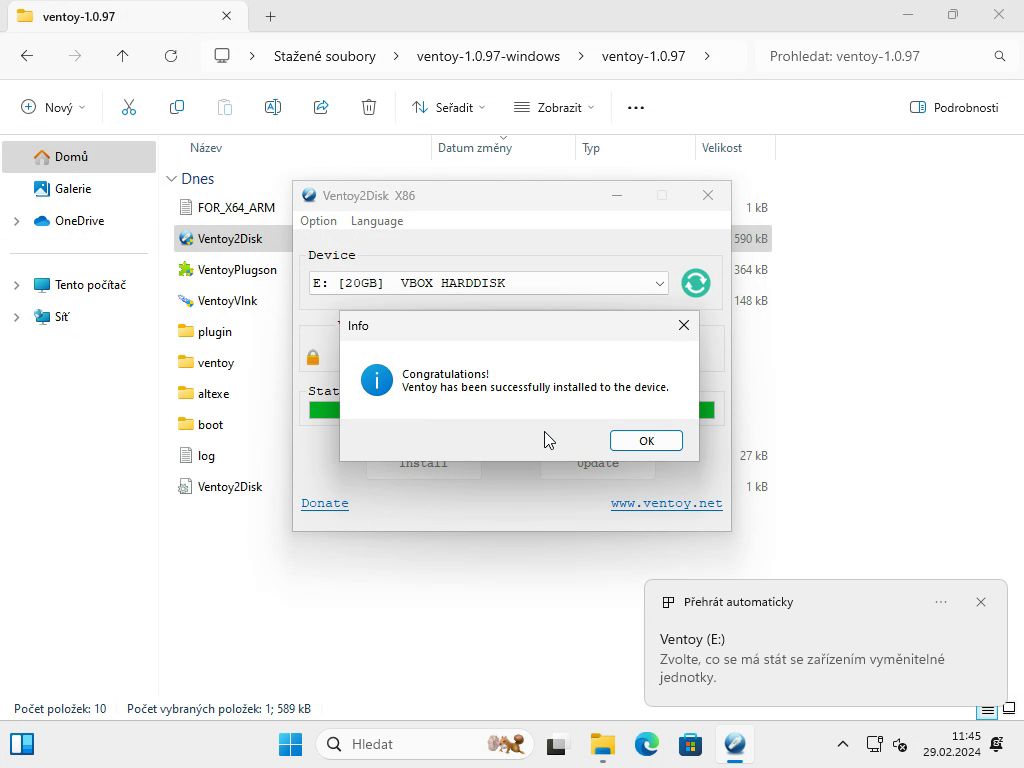 ventoy-1.0.97
Stažené soubory
ventoy-1.0.97-windows
ventoy-1.0.97
Prohledat: ventoy-1.0.97
Nový
Seřadit
Zobrazit
Podrobnosti
Domů
Galerie
OneDrive
Tento počítač
Síť
Název
Datum změny
Typ
Velikost
Dnes
FOR_X64_ARM
1 kB
Ventoy2Disk
590 kB
VentoyPlugson
364 kB
VentoyVlnk
148 kB
plugin
ventoy
altexe
boot
log
27 kB
Ventoy2Disk
1 kB
Ventoy2Disk X86
Option
Language
Device
E: [20GB] VBOX HARDDISK
Info
Congratulations!
Ventoy has been successfully installed to the device.
OK
Stat
Install
Update
Donate
www.ventoy.net
Přehrát automaticky
Ventoy (E:)
Zvolte, co se má stát se zařízením vyměnitelné
jednotky.
Počet položek: 10
Počet vybraných položek: 1; 589 kB
Hledat
11:45
29.02.2024